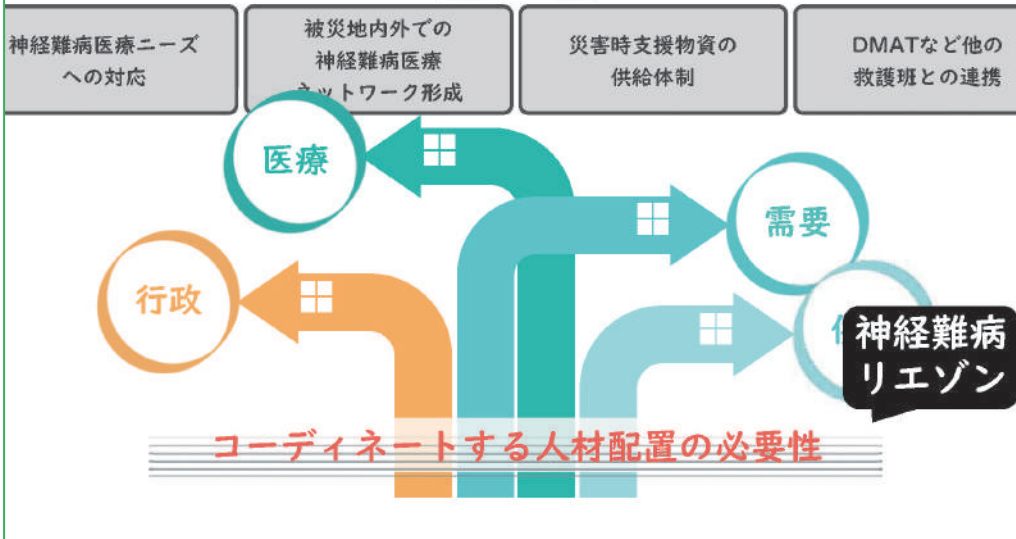 神経難病医療ニーズ
への対応
被災地内外での
神経難病医療
ネットワーク形成
災害時支援物資の
供給体制
DMATなど他の
救護班との連携
医療
需要
行政
神経難病
リエゾン
コーディネートする人材配置の必要性